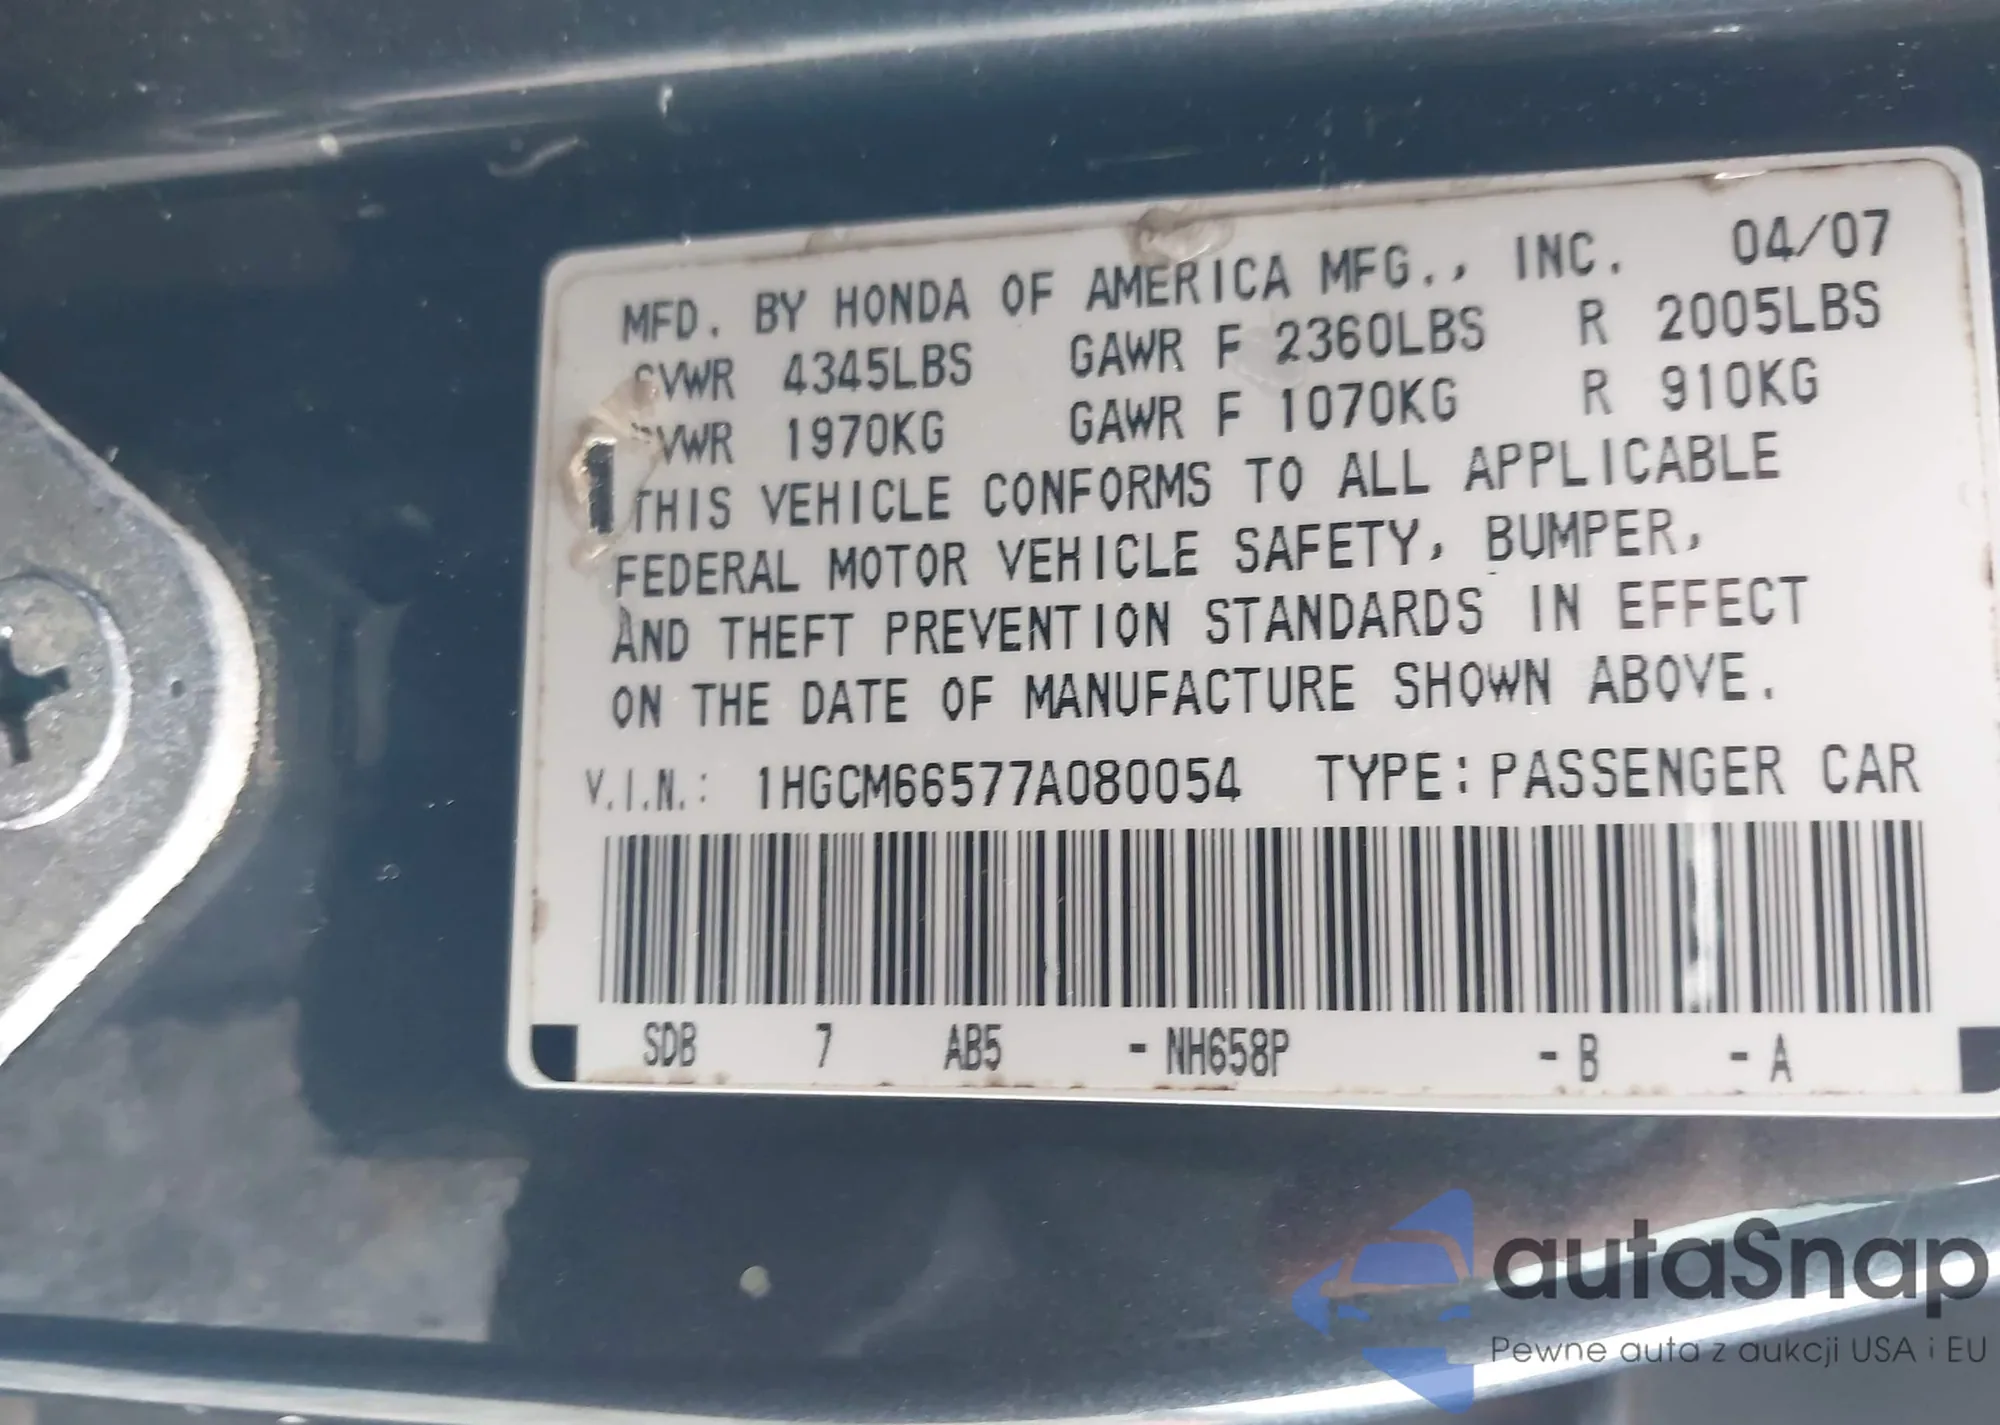 MFD. BY HONDA OF AMERICA MFG., INC. 04/07
GVWR 4345LBS GAWR F 2360LBS R 2005LBS
GVWR 1970KG GAWR F 1070KG R 910KG
THIS VEHICLE CONFORMS TO ALL APPLICABLE
FEDERAL MOTOR VEHICLE SAFETY, BUMPER,
AND THEFT PREVENTION STANDARDS IN EFFECT
ON THE DATE OF MANUFACTURE SHOWN ABOVE.
V.I.N.: 1HGCM66577A080054 TYPE: PASSENGER CAR
SDB 7 AB5 - NH658P - B - A
autaSnap
Pewne auta z aukcji USA i EU